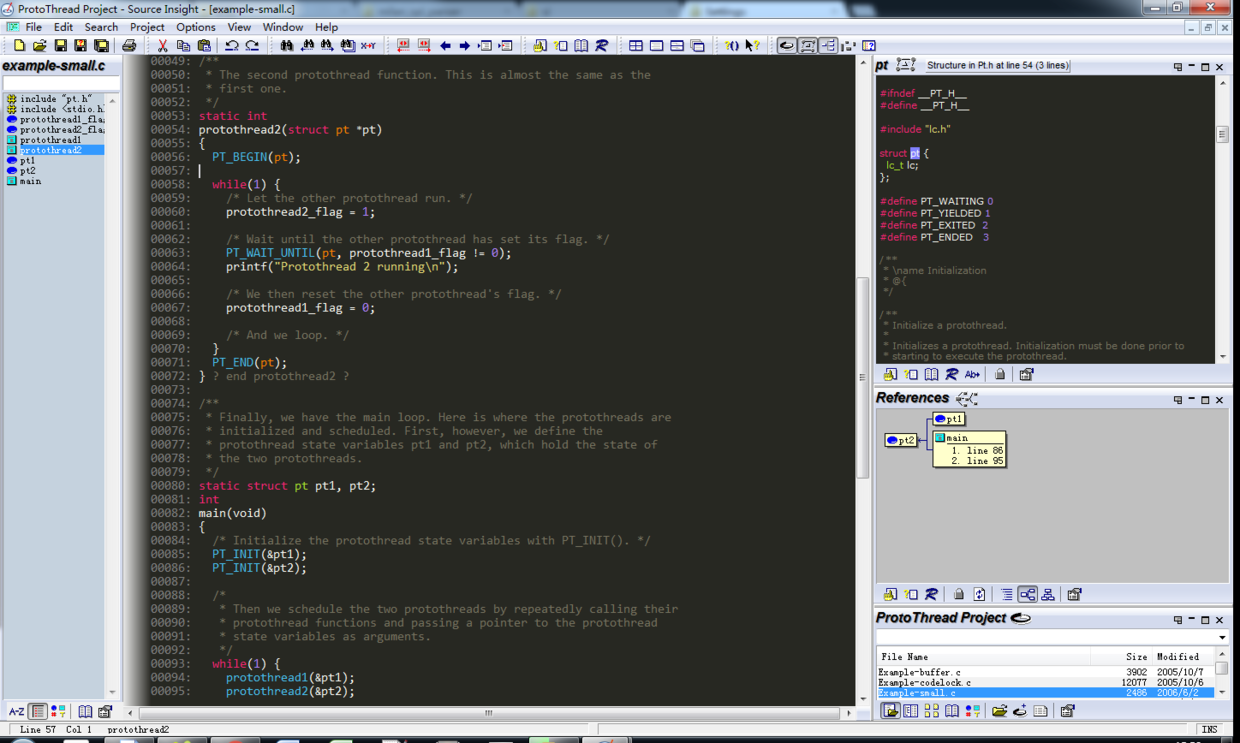 ProtoThread Project - Source Insight - [example-small.c]
File Edit Search Project Options View Window Help
example-small.c
include "pt.h"
include <stdio.h
protothread1_fla
protothread2_fla
protothread1
protothread2
pt1
pt2
main
00049: /**
00050:  * The second protothread function. This is almost the same as the
00051:  * first one.
00052:  */
00053: static int
00054: protothread2(struct pt *pt)
00055: {
00056:   PT_BEGIN(pt);
00057:
00058:   while(1) {
00059:     /* Let the other protothread run. */
00060:     protothread2_flag = 1;
00061:
00062:     /* Wait until the other protothread has set its flag. */
00063:     PT_WAIT_UNTIL(pt, protothread1_flag != 0);
00064:     printf("Protothread 2 running\n");
00065:
00066:     /* We then reset the other protothread's flag. */
00067:     protothread1_flag = 0;
00068:
00069:     /* And we loop. */
00070:   }
00071:   PT_END(pt);
00072: } ? end protothread2 ?
00073:
00074: /**
00075:  * Finally, we have the main loop. Here is where the protothreads are
00076:  * initialized and scheduled. First, however, we define the
00077:  * protothread state variables pt1 and pt2, which hold the state of
00078:  * the two protothreads.
00079:  */
00080: static struct pt pt1, pt2;
00081: int
00082: main(void)
00083: {
00084:   /* Initialize the protothread state variables with PT_INIT(). */
00085:   PT_INIT(&pt1);
00086:   PT_INIT(&pt2);
00087:
00088:   /*
00089:    * Then we schedule the two protothreads by repeatedly calling their
00090:    * protothread functions and passing a pointer to the protothread
00091:    * state variables as arguments.
00092:    */
00093:   while(1) {
00094:     protothread1(&pt1);
00095:     protothread2(&pt2);
pt Structure in Pt.h at line 54 (3 lines)
#ifndef __PT_H__
#define __PT_H__
#include "lc.h"
struct pt {
  lc_t lc;
};
#define PT_WAITING 0
#define PT_YIELDED 1
#define PT_EXITED  2
#define PT_ENDED   3
/**
 * \name Initialization
 * @{
 */
/**
 * Initialize a protothread.
 *
 * Initializes a protothread. Initialization must be done prior to
 * starting to execute the protothread.
References
pt1
pt2
main
1. line 86
2. line 95
ProtoThread Project
File Name Size Modified
Example-buffer.c 3902 2005/10/7
Example-codelock.c 12077 2005/10/6
Example-small.c 2486 2006/6/2
A-Z
Line 57 Col 1 protothread2
INS